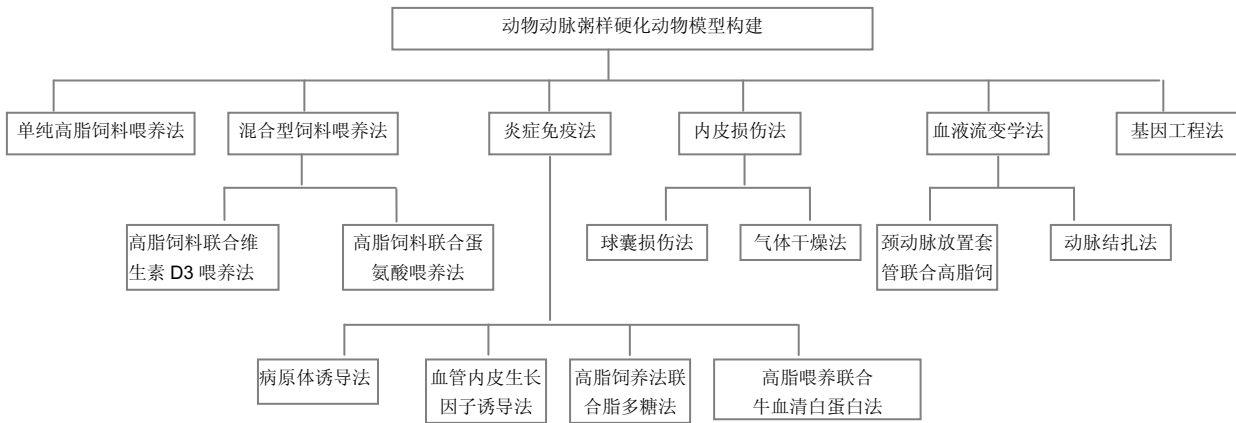 动物动脉粥样硬化动物模型构建
单纯高脂饲料喂养法
混合型饲料喂养法
炎症免疫法
内皮损伤法
血液流变学法
基因工程法
高脂饲料联合维
生素 D3 喂养法
高脂饲料联合蛋
氨酸喂养法
球囊损伤法
气体干燥法
颈动脉放置套
管联合高脂饲
动脉结扎法
病原体诱导法
血管内皮生长
因子诱导法
高脂饲养法联
合脂多糖法
高脂喂养联合
牛血清白蛋白法